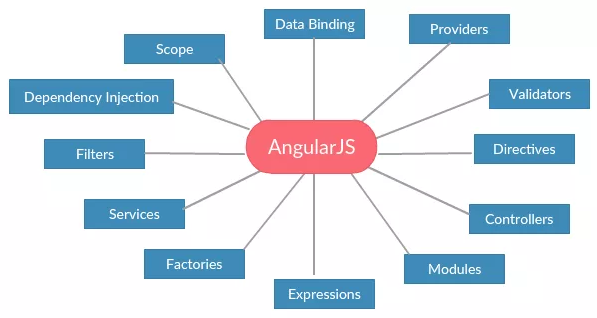 Data Binding
Providers
Scope
Validators
Dependency Injection
AngularJS
Directives
Filters
Controllers
Services
Factories
Modules
Expressions